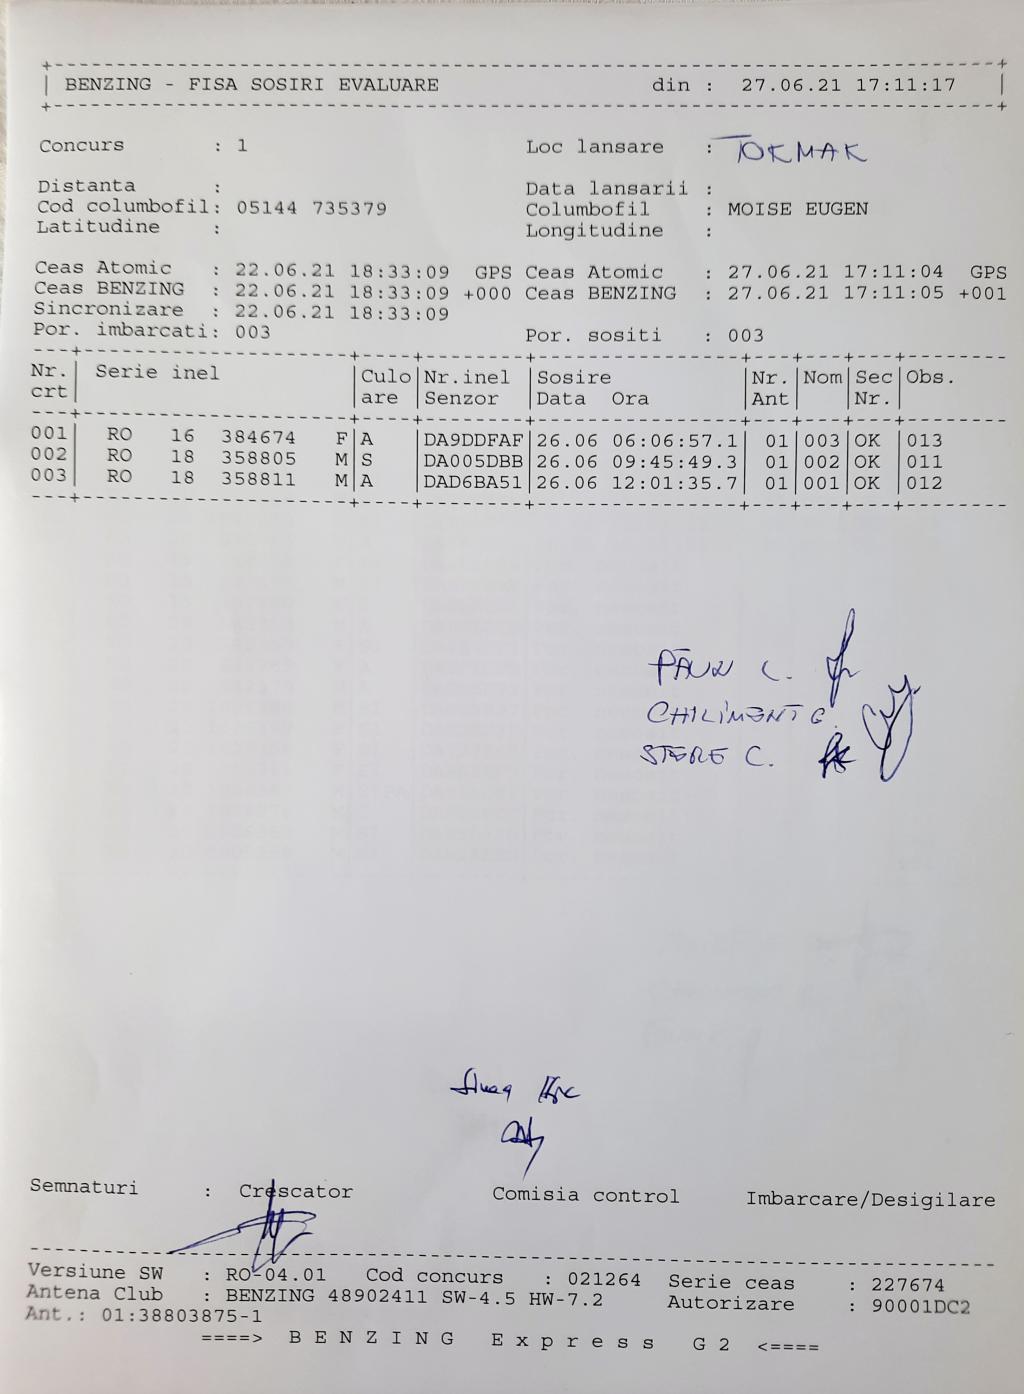 BENZING - FISA SOSIRI EVALUARE din : 27.06.21 17:11:17
Concurs : 1 Loc lansare : TOKMAK
Distanta : Data lansarii :
Cod columbofil: 05144 735379 Columbofil : MOISE EUGEN
Latitudine : Longitudine :
Ceas Atomic : 22.06.21 18:33:09 GPS Ceas Atomic : 27.06.21 17:11:04 GPS
Ceas BENZING : 22.06.21 18:33:09 +000 Ceas BENZING : 27.06.21 17:11:05 +001
Sincronizare : 22.06.21 18:33:09
Por. imbarcati: 003 Por. sositi : 003
Nr. Serie inel Culo Nr.inel Sosire Nr. Nom Sec Obs.
crt are Senzor Data Ora Ant Nr.
001 RO 16 384674 F A DA9DDFAF 26.06 06:06:57.1 01 003 OK 013
002 RO 18 358805 M S DA005DBB 26.06 09:45:49.3 01 002 OK 011
003 RO 18 358811 M A DAD6BA51 26.06 12:01:35.7 01 001 OK 012
PĂUN C.
CHILIMENT G.
STERE C.
Semnaturi : Crescator Comisia control Imbarcare/Desigilare
Versiune SW : RO-04.01 Cod concurs : 021264 Serie ceas : 227674
Antena Club : BENZING 48902411 SW-4.5 HW-7.2 Autorizare : 90001DC2
Ant.: 01:38803875-1
====> B E N Z I N G E x p r e s s G 2 <====